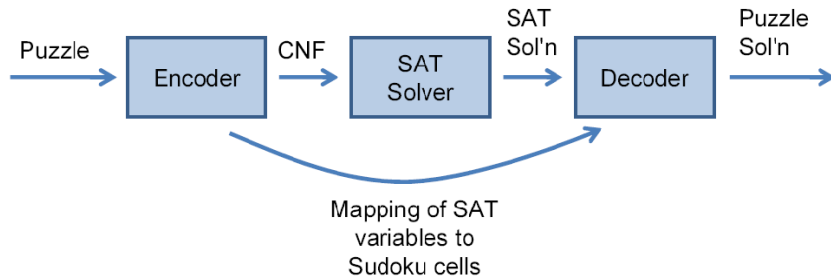 Puzzle
Encoder
CNF
SAT
Solver
SAT
Sol'n
Decoder
Puzzle
Sol'n
Mapping of SAT
variables to
Sudoku cells